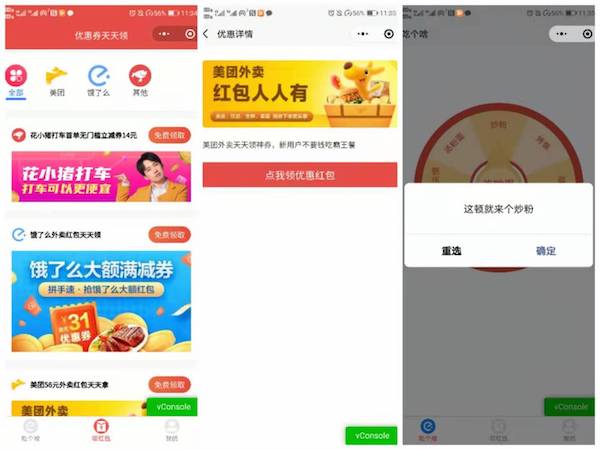 11:34
优惠券天天领
全部
美团
饿了么
其他
花小猪打车首单无门槛立减券14元
免费领取
花小猪打车
打车可以更便宜
饿了么外卖红包天天领
免费领取
饿了么大额满减券
拼手速·抢饿了么大额红包
¥31
优惠券
美团56元外卖红包天天拿
免费领取
美团外卖
vConsole
吃个啥
领红包
我的
56%
11:33
优惠详情
美团外卖
红包人人有
美团外卖天天领神券，新用户不要钱吃霸王餐
点我领优惠红包
vConsole
56%
吃个啥
炒粉
这顿就来个炒粉
重选
确定
vConsole
吃个啥
领红包
我的